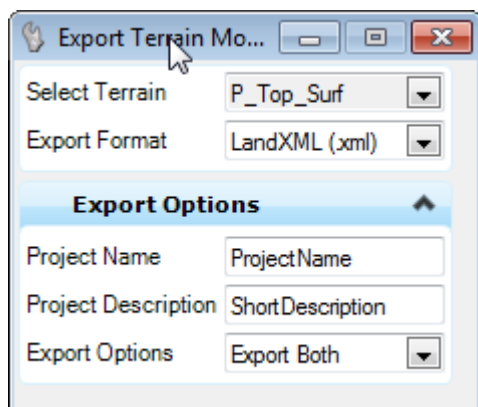 Export Terrain Mo...
Select Terrain P_Top_Surf
Export Format LandXML (.xml)
Export Options
Project Name ProjectName
Project Description ShortDescription
Export Options Export Both